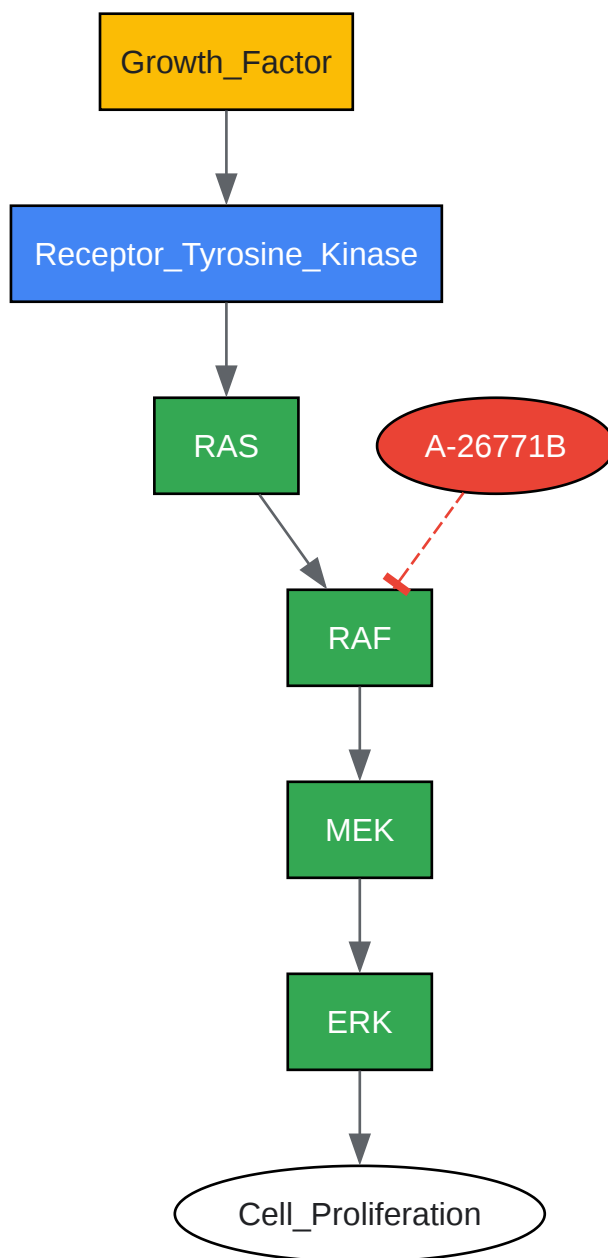 Growth_Factor
Receptor_Tyrosine_Kinase
RAS
A-26771B
RAF
MEK
ERK
Cell_Proliferation